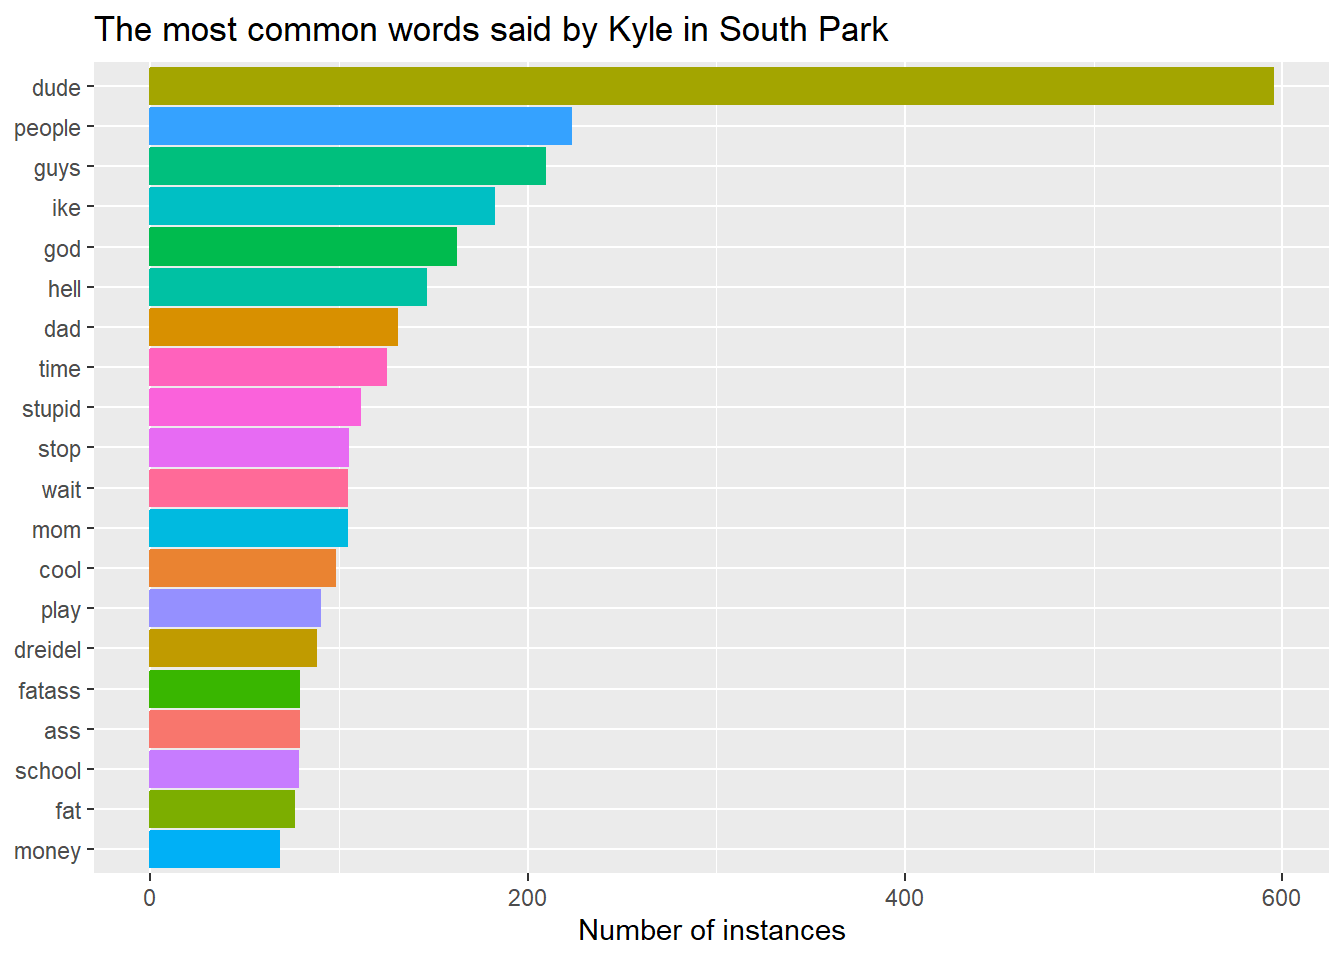 The most common words said by Kyle in South Park
dude
people
guys
ike
god
hell
dad
time
stupid
stop
wait
mom
cool
play
dreidel
fatass
ass
school
fat
money
0 200 400 600
Number of instances